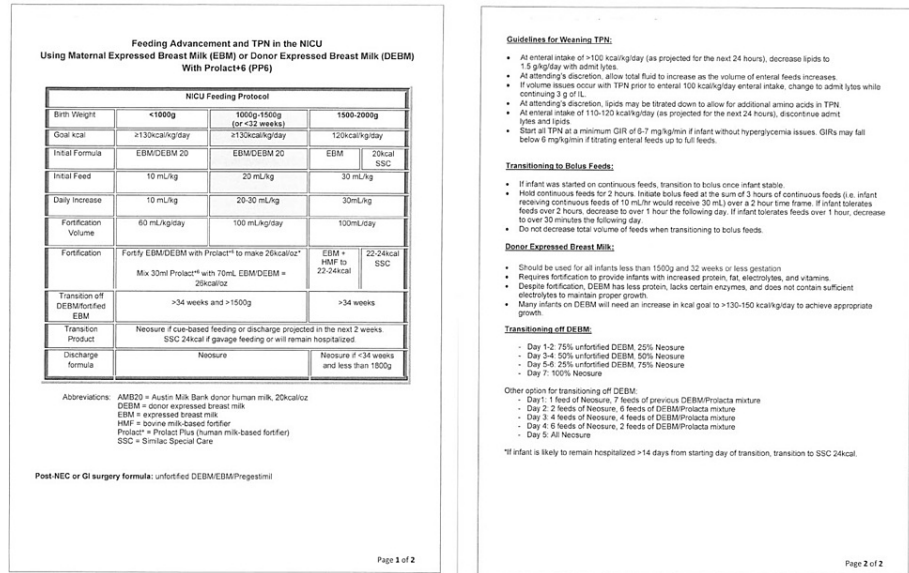 Feeding Advancement and TPN in the NICU
Using Maternal Expressed Breast Milk (EBM) or Donor Expressed Breast Milk (DEBM)
With Prolact+6 (PP6)
NICU Feeding Protocol
Birth Weight <1000g 1000g-1500g (or <32 weeks) 1500-2000g
Goal kcal ≥130kcal/kg/day ≥130kcal/kg/day 120kcal/kg/day
Initial Formula EBM/DEBM 20 EBM/DEBM 20 EBM 20kcal SSC
Initial Feed 10 mL/kg 20 mL/kg 30 mL/kg
Daily Increase 10 mL/kg 20-30 mL/kg 30mL/kg
Fortification Volume 60 mL/kg/day 100 mL/kg/day 100mL/day
Fortification Fortify EBM/DEBM with Prolact+6 to make 26kcal/oz* EBM + HMF to 22-24kcal 22-24kcal SSC
Mix 30ml Prolact+6 with 70mL EBM/DEBM = 26kcal/oz
Transition off DEBM/fortified EBM >34 weeks and >1500g >34 weeks
Transition Product Neosure if cue-based feeding or discharge projected in the next 2 weeks.
SSC 24kcal if gavage feeding or will remain hospitalized.
Discharge formula Neosure Neosure if <34 weeks and less than 1800g
Abbreviations: AMB20 = Austin Milk Bank donor human milk, 20kcal/oz
DEBM = donor expressed breast milk
EBM = expressed breast milk
HMF = bovine milk-based fortifier
Prolact+ = Prolact Plus (human milk-based fortifier)
SSC = Similac Special Care
Post-NEC or GI surgery formula: unfortified DEBM/EBM/Pregestimil
Page 1 of 2
Guidelines for Weaning TPN:
• At enteral intake of >100 kcal/kg/day (as projected for the next 24 hours), decrease lipids to
1.5 g/kg/day with admit lytes.
• At attending's discretion, allow total fluid to increase as the volume of enteral feeds increases.
• If volume issues occur with TPN prior to enteral 100 kcal/kg/day enteral intake, change to admit lytes while
continuing 3 g of IL.
• At attending's discretion, lipids may be titrated down to allow for additional amino acids in TPN.
• At enteral intake of 110-120 kcal/kg/day (as projected for the next 24 hours), discontinue admit
lytes and lipids.
• Start all TPN at a minimum GIR of 6-7 mg/kg/min if infant without hyperglycemia issues. GIRs may fall
below 6 mg/kg/min if titrating enteral feeds up to full feeds.
Transitioning to Bolus Feeds:
• If infant was started on continuous feeds, transition to bolus once infant stable.
• Hold continuous feeds for 2 hours. Initiate bolus feed at the sum of 3 hours of continuous feeds (i.e. infant
receiving continuous feeds of 10 mL/hr would receive 30 mL) over a 2 hour time frame. If infant tolerates
feeds over 2 hours, decrease to over 1 hour the following day. If infant tolerates feeds over 1 hour, decrease
to over 30 minutes the following day.
• Do not decrease total volume of feeds when transitioning to bolus feeds.
Donor Expressed Breast Milk:
• Should be used for all infants less than 1500g and 32 weeks or less gestation
• Requires fortification to provide infants with increased protein, fat, electrolytes, and vitamins.
• Despite fortification, DEBM has less protein, lacks certain enzymes, and does not contain sufficient
electrolytes to maintain proper growth.
• Many infants on DEBM will need an increase in kcal goal to >130-150 kcal/kg/day to achieve appropriate
growth.
Transitioning off DEBM:
- Day 1-2: 75% unfortified DEBM, 25% Neosure
- Day 3-4: 50% unfortified DEBM, 50% Neosure
- Day 5-6: 25% unfortified DEBM, 75% Neosure
- Day 7: 100% Neosure
Other option for transitioning off DEBM:
- Day1: 1 feed of Neosure, 7 feeds of previous DEBM/Prolacta mixture
- Day 2: 2 feeds of Neosure, 6 feeds of DEBM/Prolacta mixture
- Day 3: 4 feeds of Neosure, 4 feeds of DEBM/Prolacta mixture
- Day 4: 6 feeds of Neosure, 2 feeds of DEBM/Prolacta mixture
- Day 5: All Neosure
*If infant is likely to remain hospitalized >14 days from starting day of transition, transition to SSC 24kcal.
Page 2 of 2